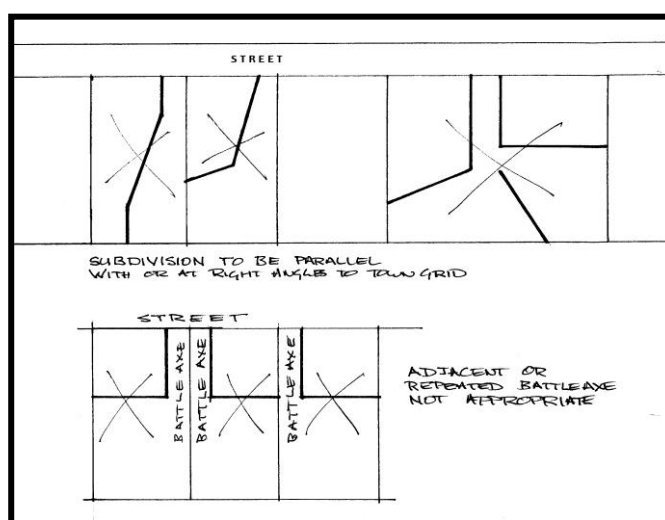 STREET
SUBDIVISION TO BE PARALLEL
WITH OR AT RIGHT ANGLES TO TOWN GRID
STREET
BATTLE AXE
BATTLE AXE
BATTLE AXE
ADJACENT OR
REPEATED BATTLEAXE
NOT APPROPRIATE